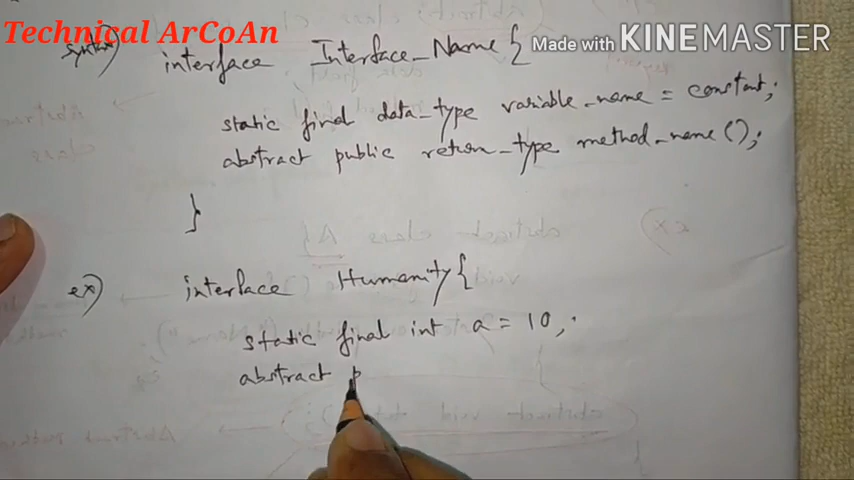 Technical ArCoAn
Made with KINEMASTER
syntax) interface Interface_Name {
static final data_type variable_name = constant;
abstract public return_type method_name();
}
ex) interface Humanity {
static final int a = 10;
abstract p